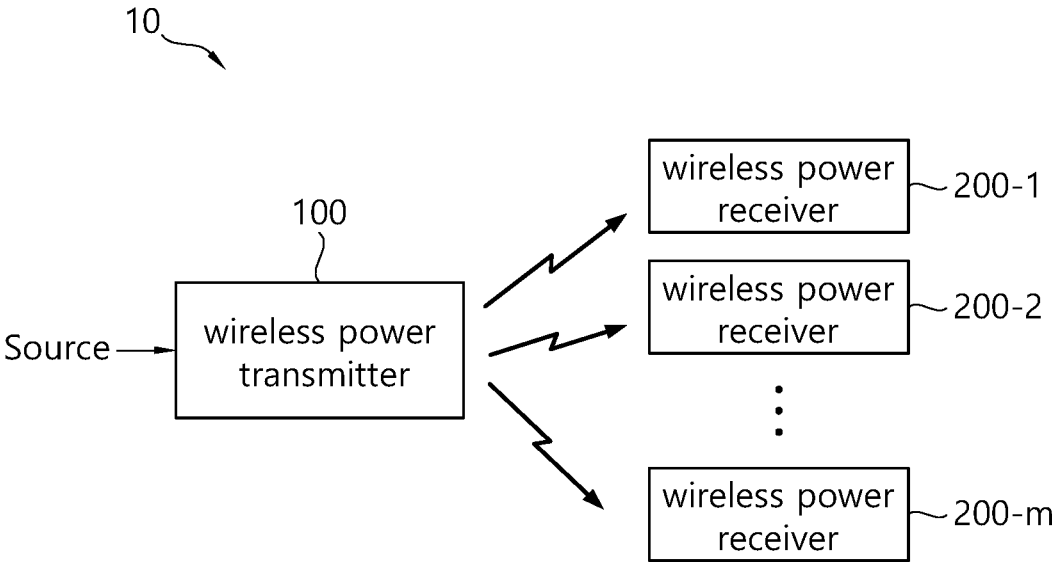 10
wireless power
receiver
200-1
100
wireless power
receiver
200-2
Source
wireless power
transmitter
wireless power
receiver
200-m